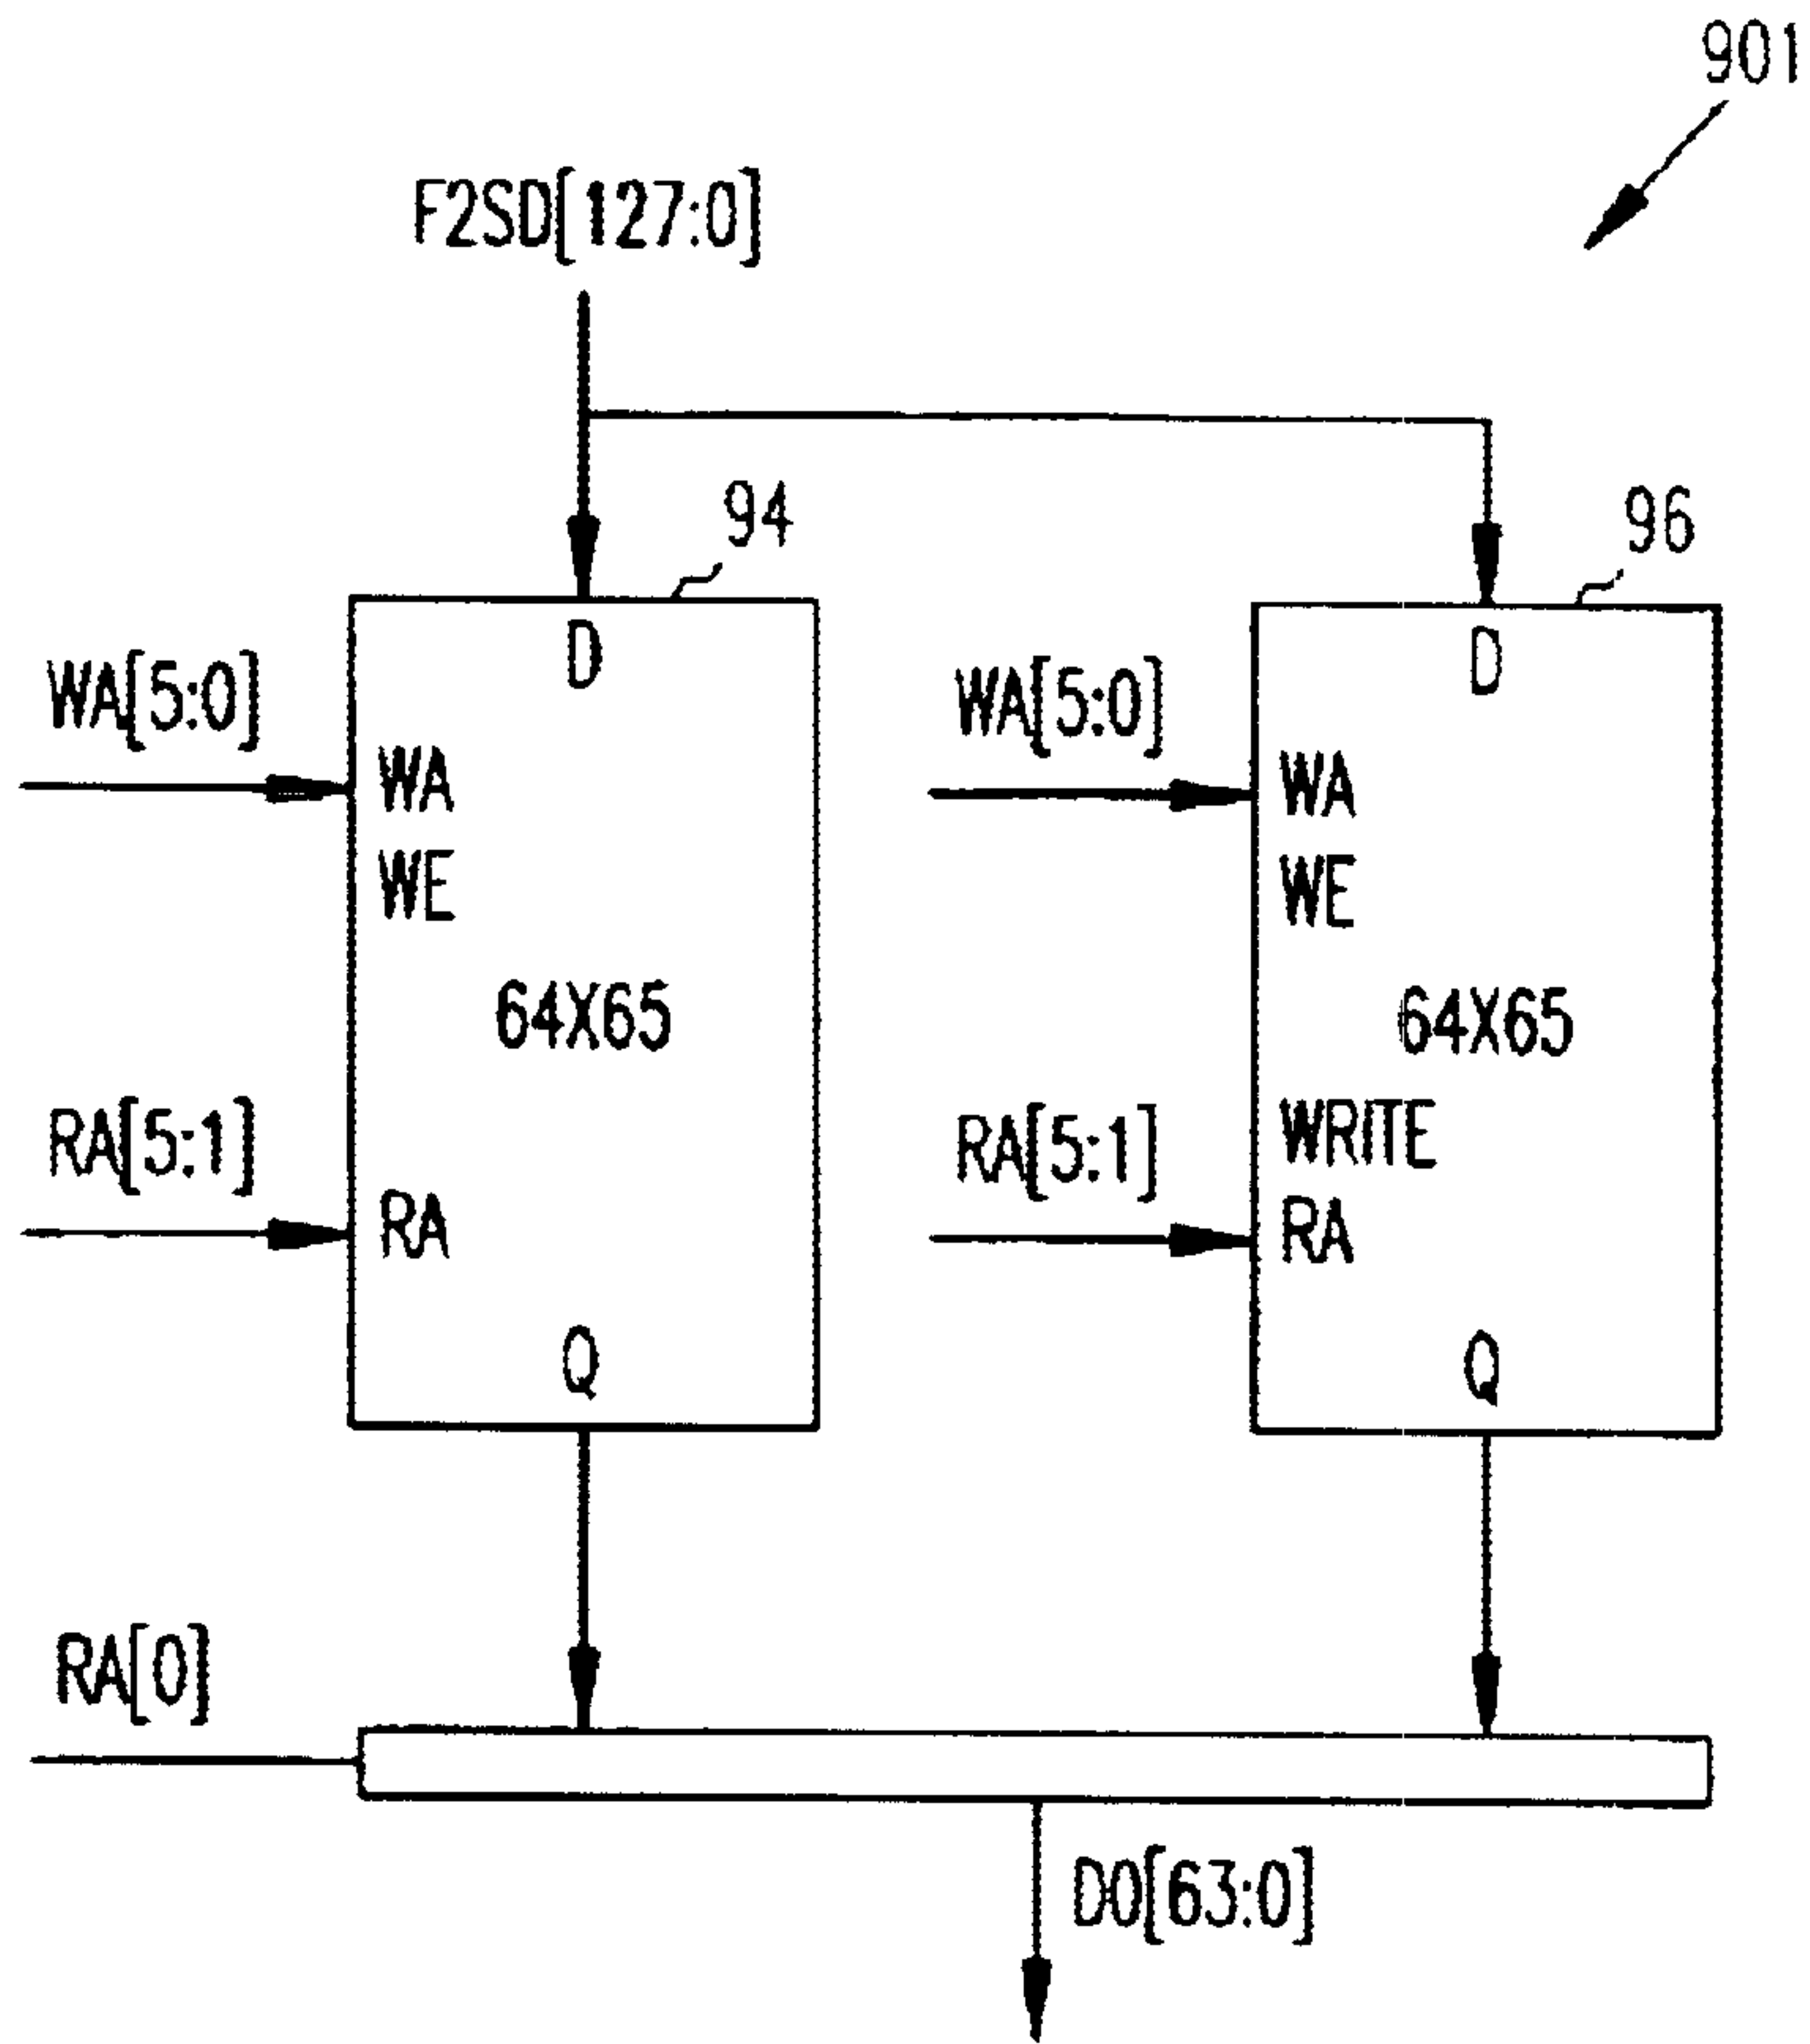 901
F2SD[127:0]
94
96
D
D
WA[5:0]
WA[5:0]
WA
WA
WE
WE
64X65
64X65
RA[5:1]
RA[5:1]
WRITE
RA
RA
Q
Q
RA[0]
DO[63:0]